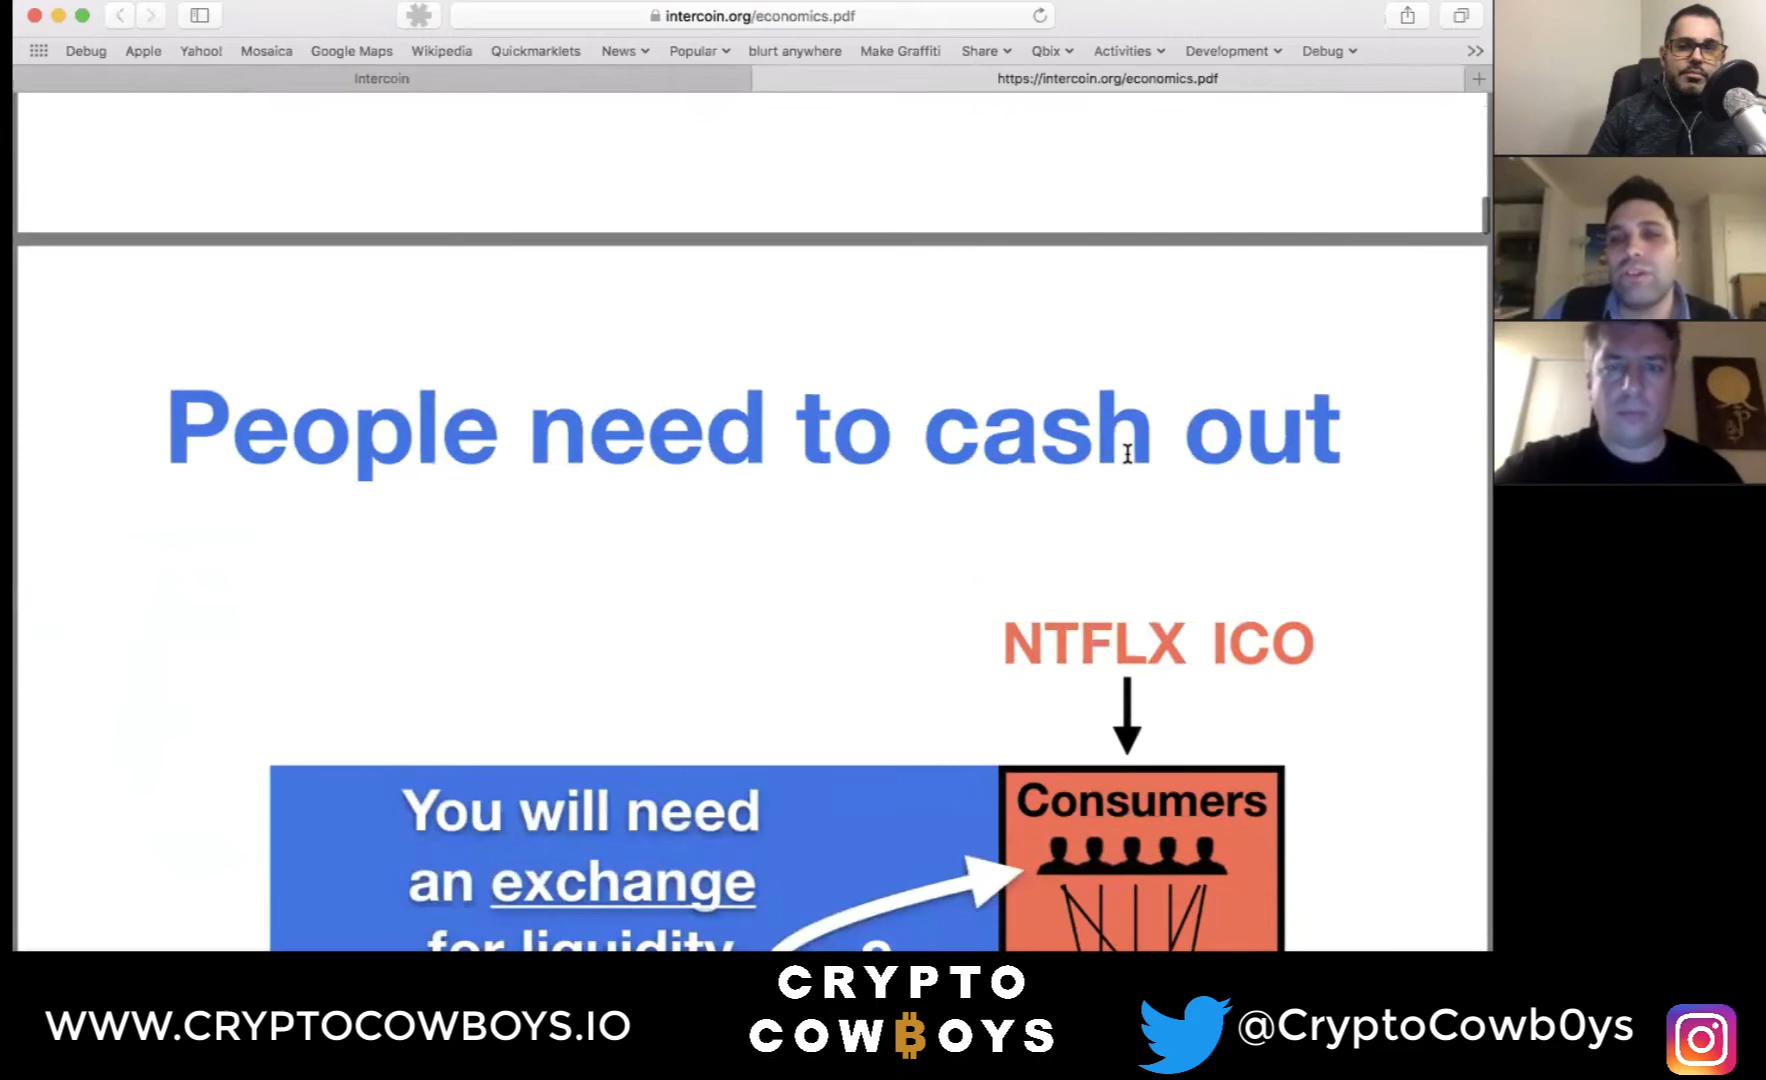 intercoin.org/economics.pdf
Debug Apple Yahoo! Mosaica Google Maps Wikipedia Quickmarklets News Popular blurt anywhere Make Graffiti Share Qbix Activities Development Debug
Intercoin
https://intercoin.org/economics.pdf
People need to cash out
NTFLX ICO
You will need
an exchange
for liquidity
Consumers
WWW.CRYPTOCOWBOYS.IO
CRYPTO
COWBOYS
@CryptoCowb0ys